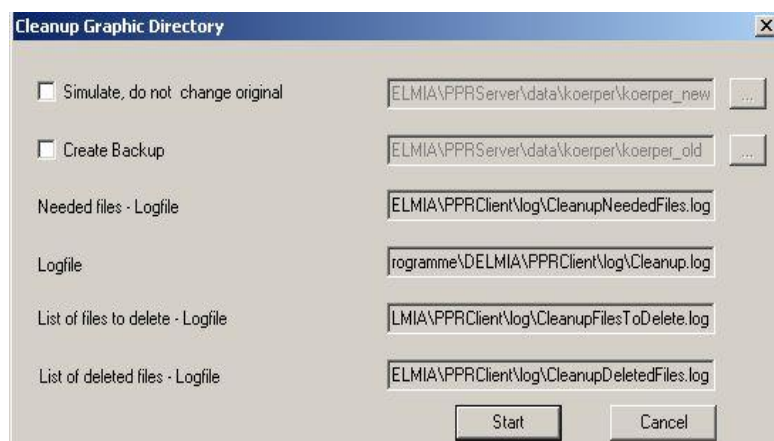 Cleanup Graphic Directory
Simulate, do not change original ELMIA\PPRServer\data\koerper\koerper_new ...
Create Backup ELMIA\PPRServer\data\koerper\koerper_old ...
Needed files - Logfile ELMIA\PPRClient\log\CleanupNeededFiles.log
Logfile rogramme\DELMIA\PPRClient\log\Cleanup.log
List of files to delete - Logfile LMIA\PPRClient\log\CleanupFilesToDelete.log
List of deleted files - Logfile ELMIA\PPRClient\log\CleanupDeletedFiles.log
Start Cancel